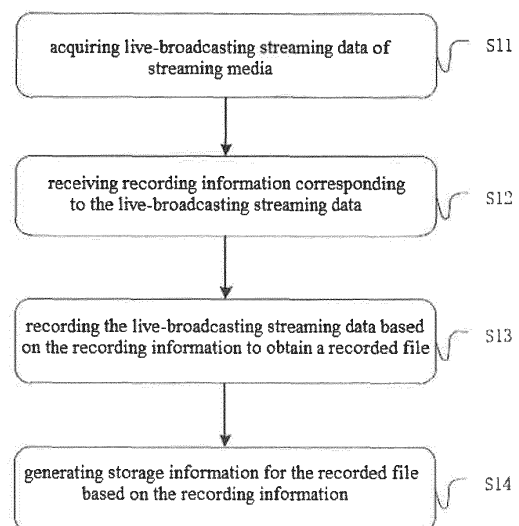 acquiring live-broadcasting streaming data of
streaming media
S11
receiving recording information corresponding
to the live-broadcasting streaming data
S12
recording the live-broadcasting streaming data based
on the recording information to obtain a recorded file
S13
generating storage information for the recorded file
based on the recording information
S14